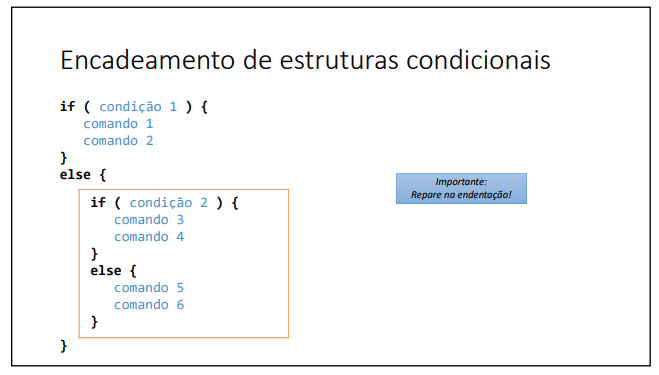 Encadeamento de estruturas condicionais
if ( condição 1 ) {
comando 1
comando 2
}
else {
if ( condição 2 ) {
comando 3
comando 4
}
else {
comando 5
comando 6
}
}
Importante:
Repare na endentação!